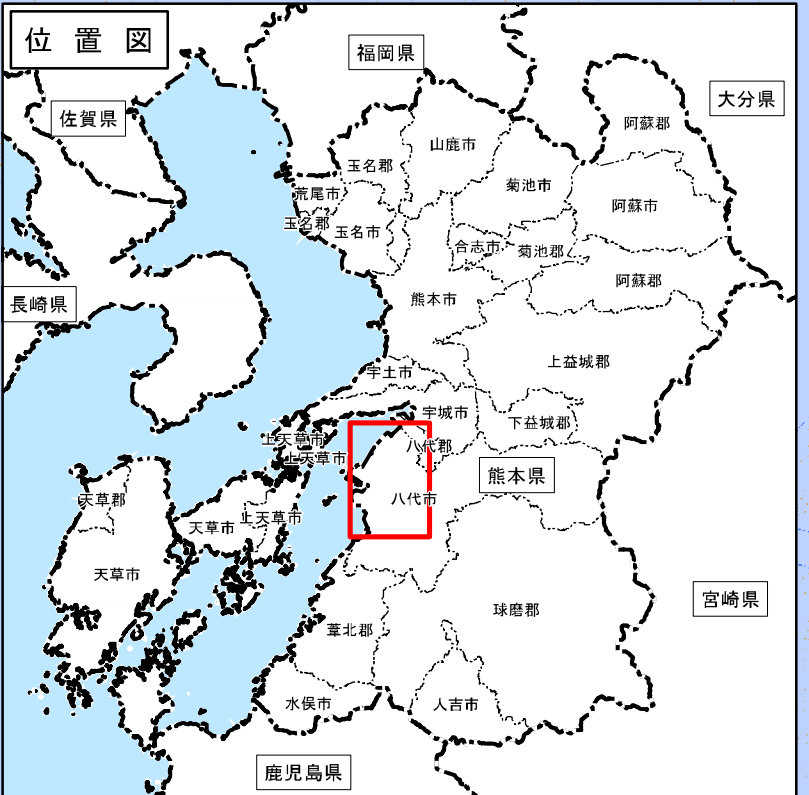 位置図
福岡県
大分県
佐賀県
阿蘇郡
山鹿市
玉名郡
菊池市
荒尾市
阿蘇市
玉名郡
玉名市
合志市
菊池郡
阿蘇郡
長崎県
熊本市
上益城郡
宇土市
宇城市
下益城郡
上天草市
八代郡
上天草市
熊本県
天草郡
八代市
上天草市
天草市
天草市
宮崎県
球磨郡
葦北郡
水俣市
人吉市
鹿児島県